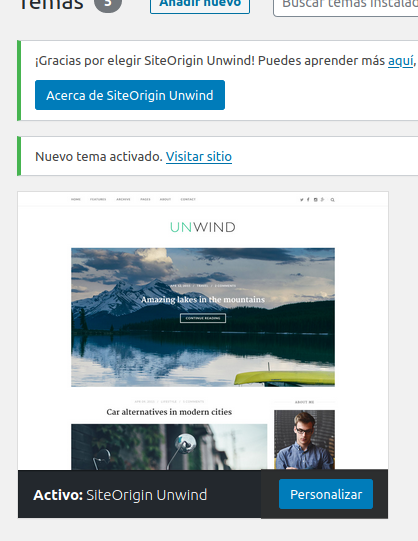 Temas 5 Añadir nuevo Buscar temas instalad
¡Gracias por elegir SiteOrigin Unwind! Puedes aprender más aquí,
Acerca de SiteOrigin Unwind
Nuevo tema activado. Visitar sitio
HOME FEATURES ARCHIVE PAGES ABOUT CONTACT
UNWIND
Amazing lakes in the mountains
CONTINUE READING
Car alternatives in modern cities
ABOUT ME
Activo: SiteOrigin Unwind
Personalizar